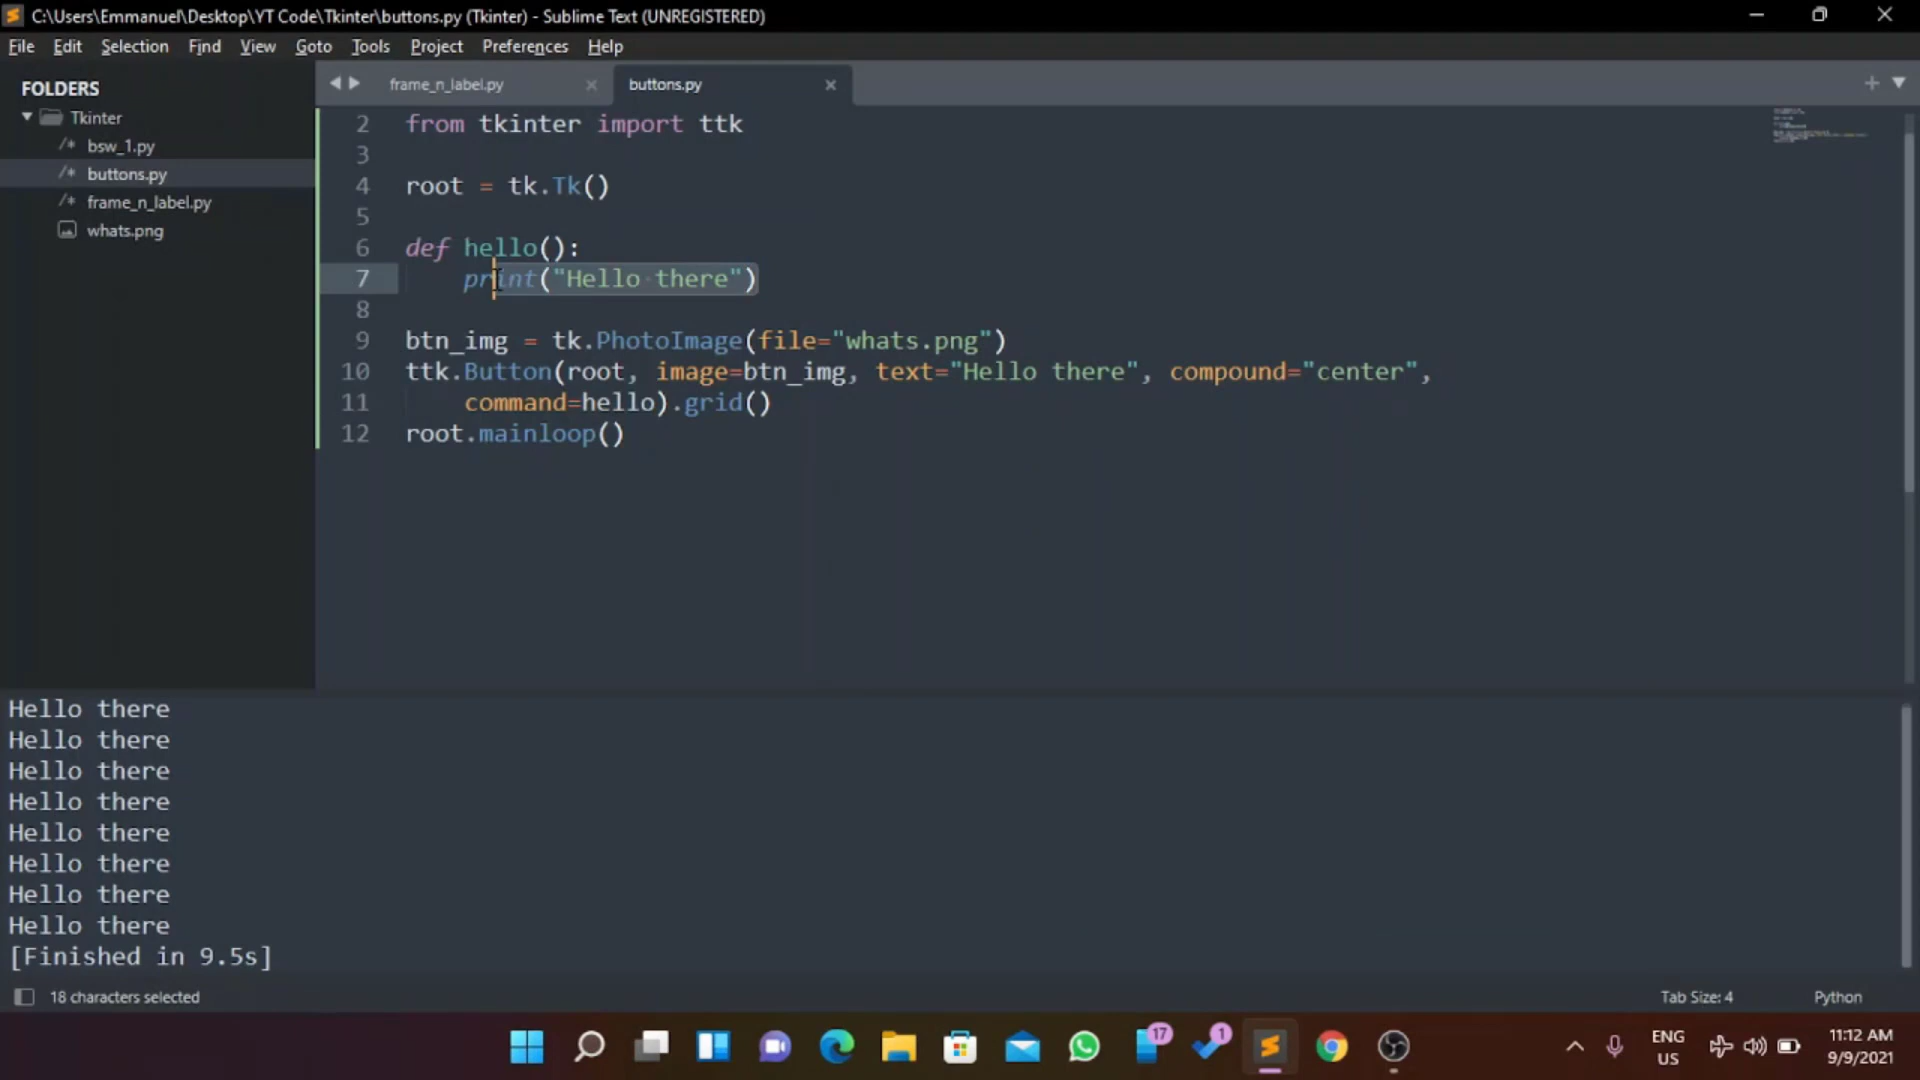 C:\Users\Emmanuel\Desktop\YT Code\Tkinter\buttons.py (Tkinter) - Sublime Text (UNREGISTERED)
File Edit Selection Find View Goto Tools Project Preferences Help
FOLDERS
Tkinter
/* bsw_1.py
/* buttons.py
/* frame_n_label.py
whats.png
frame_n_label.py buttons.py
2 from tkinter import ttk
3
4 root = tk.Tk()
5
6 def hello():
7 print("Hello there")
8
9 btn_img = tk.PhotoImage(file="whats.png")
10 ttk.Button(root, image=btn_img, text="Hello there", compound="center",
11 command=hello).grid()
12 root.mainloop()
Hello there
Hello there
Hello there
Hello there
Hello there
Hello there
Hello there
Hello there
[Finished in 9.5s]
18 characters selected Tab Size: 4 Python
17 1
ENG
US
11:12 AM
9/9/2021